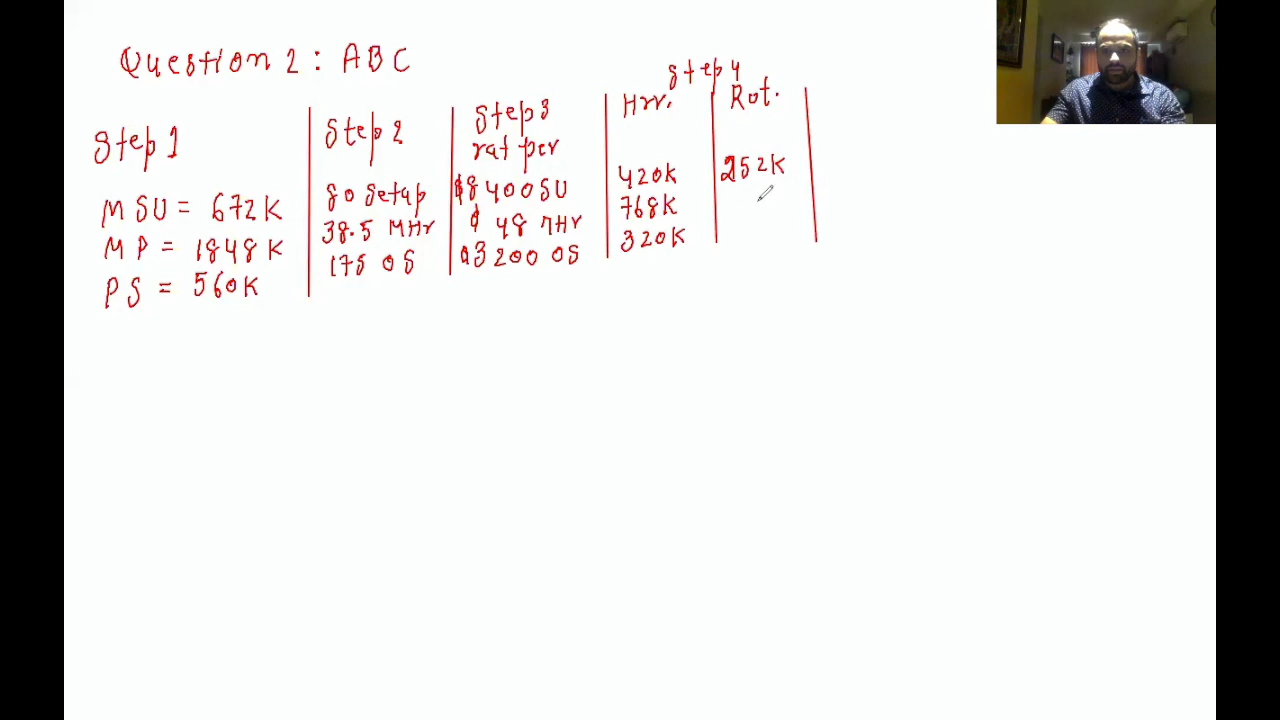 Question 2 : ABC
Step 1
MSU = 672K
MP = 1848K
PS = 560K
Step 2
80 Setup
38.5 MHr
175 OS
Step 3
rat per
$8400 SU
$ 48 MHr
$3200 OS
Step 4
Hrr.
420K
768K
320K
Rot.
252K